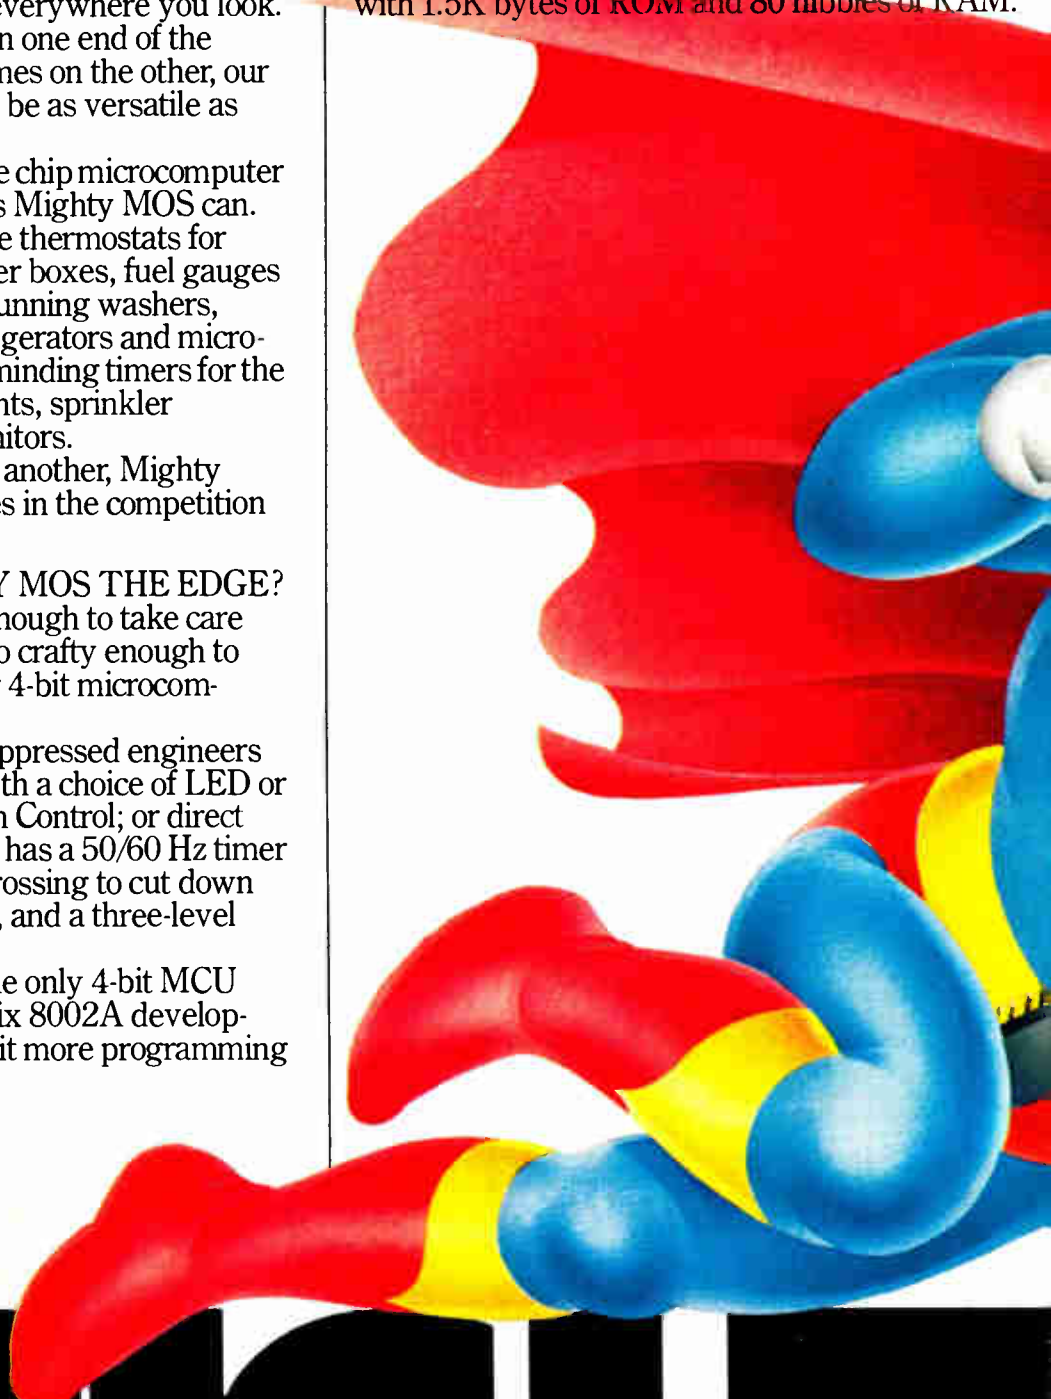 everywhere you look.
n one end of the
mes on the other, our
be as versatile as
e chip microcomputer
s Mighty MOS can.
e thermostats for
er boxes, fuel gauges
unning washers,
gerators and micro-
minding timers for the
nts, sprinkler
itors.
another, Mighty
es in the competition
Y MOS THE EDGE?
nough to take care
o crafty enough to
4-bit microcom-
ppressed engineers
th a choice of LED or
n Control; or direct
has a 50/60 Hz timer
rossing to cut down
, and a three-level
e only 4-bit MCU
ix 8002A develop-
it more programming
with 1.5K bytes of ROM and 80 nibbles of RAM.